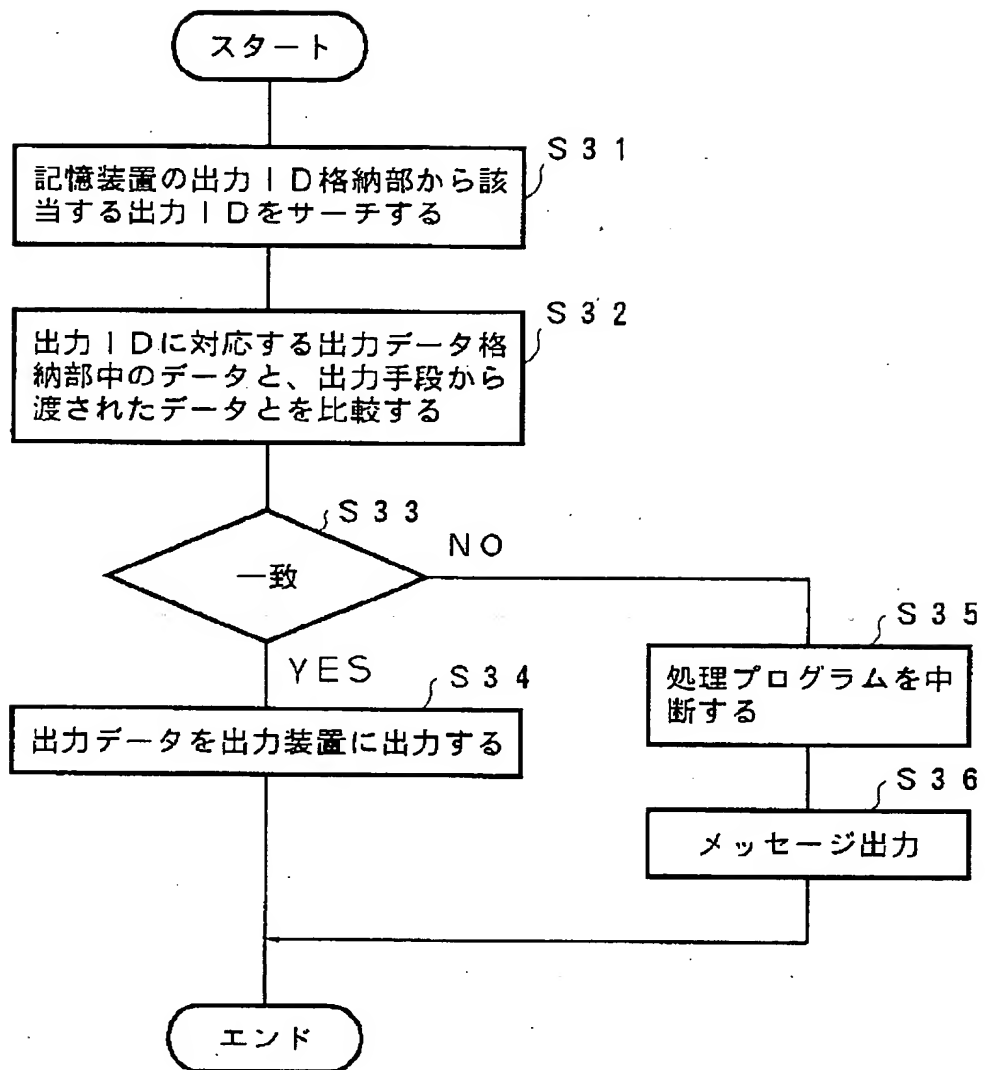 スタート
S31
記憶装置の出力ID格納部から該
当する出力IDをサーチする
S32
出力IDに対応する出力データ格
納部中のデータと、出力手段から
渡されたデータとを比較する
S33
一致
NO
YES
S34
出力データを出力装置に出力する
S35
処理プログラムを中
断する
S36
メッセージ出力
エンド